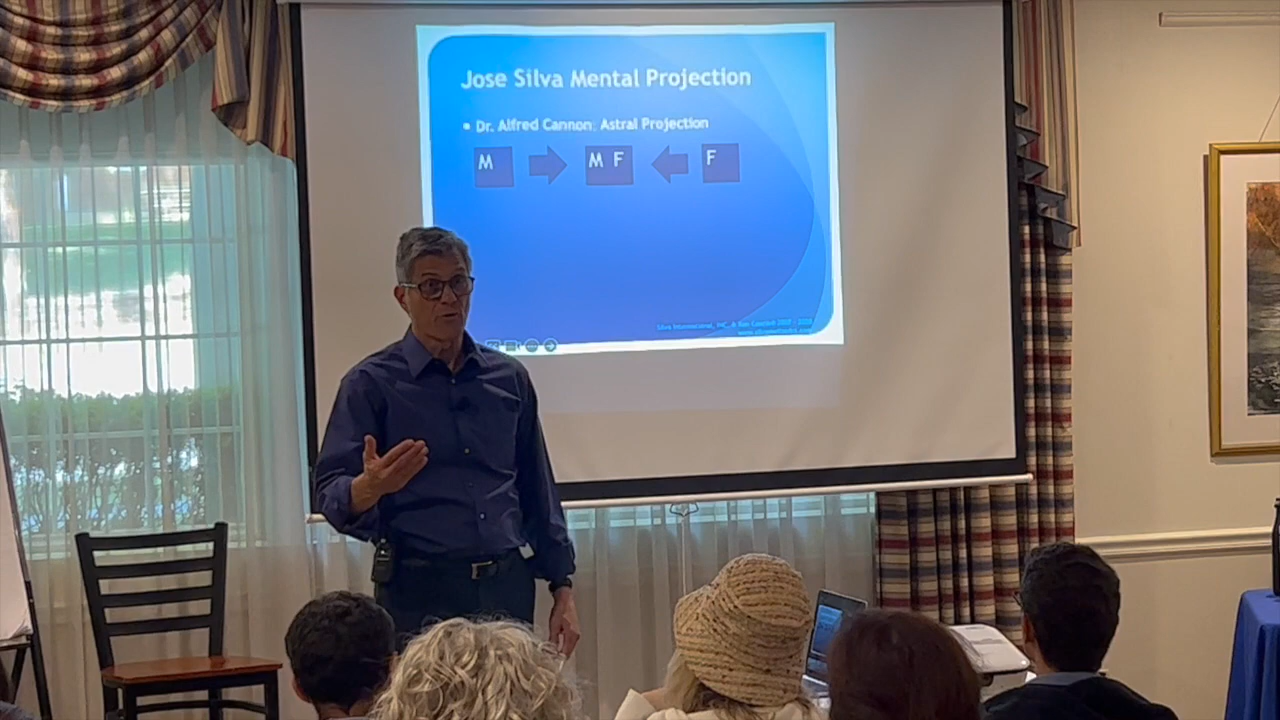 Jose Silva Mental Projection
• Dr. Alfred Cannon: Astral Projection
M M F F